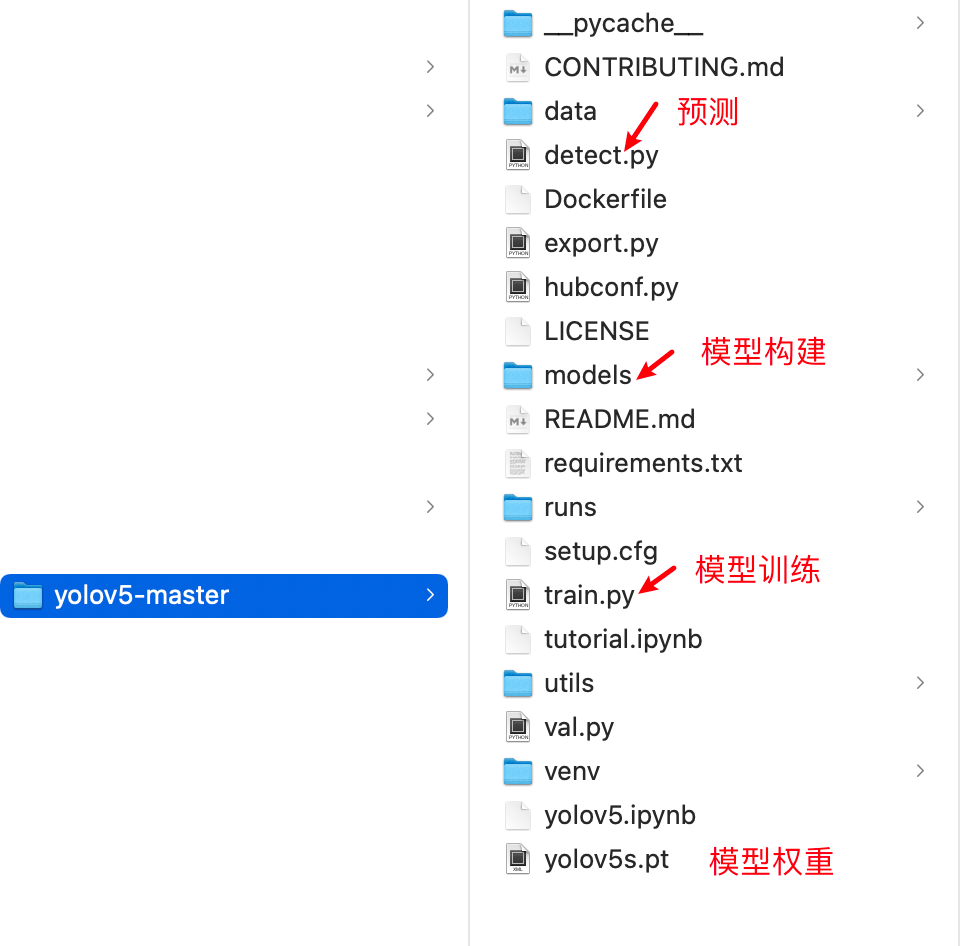 __pycache__
CONTRIBUTING.md
data
预测
detect.py
Dockerfile
export.py
hubconf.py
LICENSE
模型构建
models
README.md
requirements.txt
runs
setup.cfg
模型训练
yolov5-master
train.py
tutorial.ipynb
utils
val.py
venv
yolov5.ipynb
yolov5s.pt 模型权重